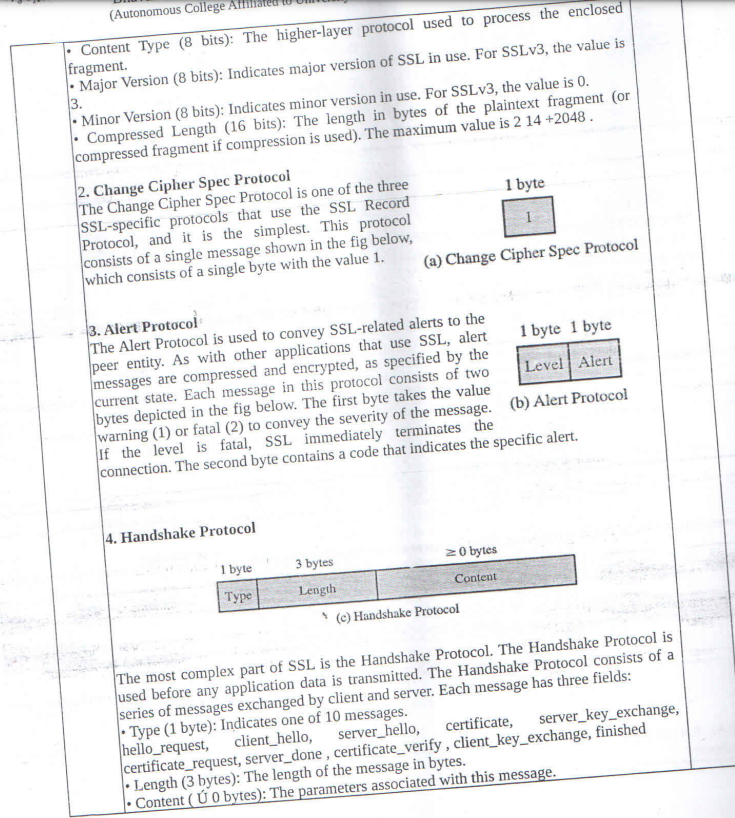 (Autonomous College Affiliated to
• Content Type (8 bits): The higher-layer protocol used to process the enclosed
fragment.
• Major Version (8 bits): Indicates major version of SSL in use. For SSLv3, the value is
3.
• Minor Version (8 bits): Indicates minor version in use. For SSLv3, the value is 0.
• Compressed Length (16 bits): The length in bytes of the plaintext fragment (or
compressed fragment if compression is used). The maximum value is 2 14 +2048 .
2. Change Cipher Spec Protocol
The Change Cipher Spec Protocol is one of the three
SSL-specific protocols that use the SSL Record
Protocol, and it is the simplest. This protocol
consists of a single message shown in the fig below,
which consists of a single byte with the value 1.
1 byte
1
(a) Change Cipher Spec Protocol
3. Alert Protocol
The Alert Protocol is used to convey SSL-related alerts to the
peer entity. As with other applications that use SSL, alert
messages are compressed and encrypted, as specified by the
current state. Each message in this protocol consists of two
bytes depicted in the fig below. The first byte takes the value
warning (1) or fatal (2) to convey the severity of the message.
If the level is fatal, SSL immediately terminates the
connection. The second byte contains a code that indicates the specific alert.
1 byte 1 byte
Level Alert
(b) Alert Protocol
4. Handshake Protocol
1 byte 3 bytes ≥ 0 bytes
Type Length Content
(c) Handshake Protocol
The most complex part of SSL is the Handshake Protocol. The Handshake Protocol is
used before any application data is transmitted. The Handshake Protocol consists of a
series of messages exchanged by client and server. Each message has three fields:
• Type (1 byte): Indicates one of 10 messages.
hello_request, client_hello, server_hello, certificate, server_key_exchange,
certificate_request, server_done , certificate_verify , client_key_exchange, finished
• Length (3 bytes): The length of the message in bytes.
• Content ( Ú 0 bytes): The parameters associated with this message.